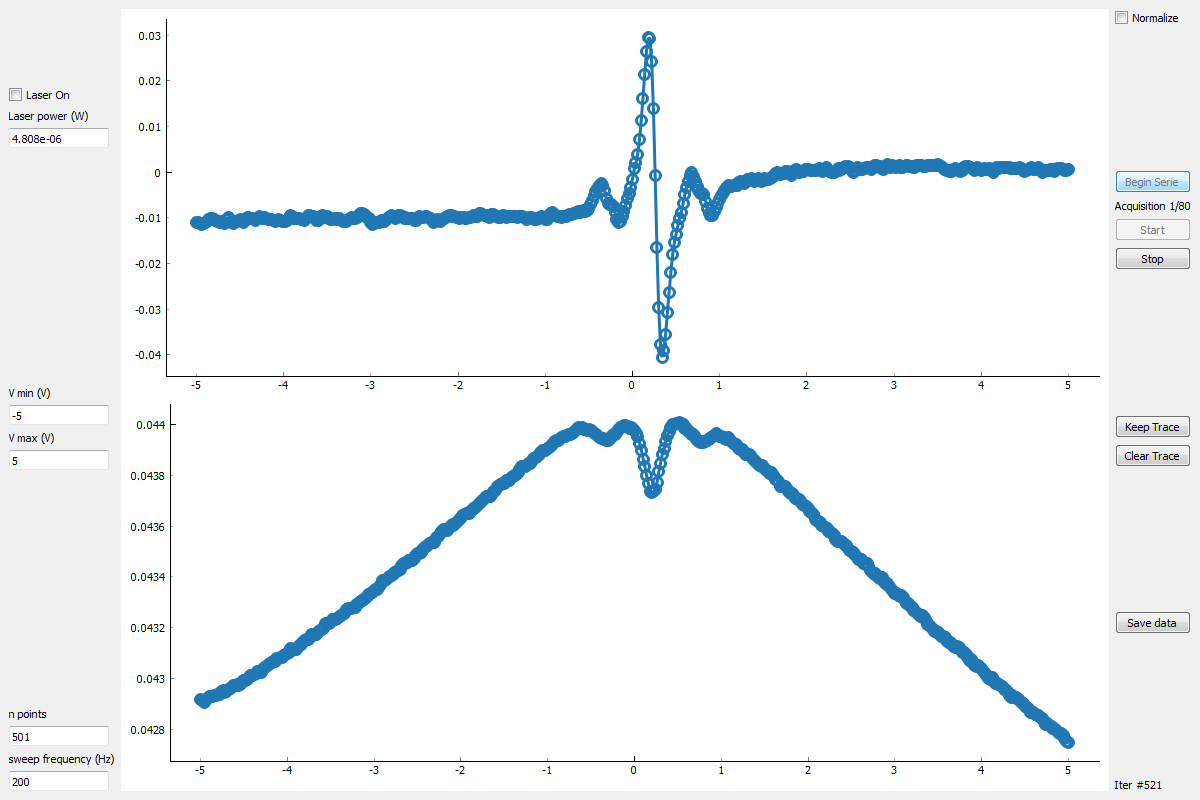 Normalize
Laser On
Laser power (W)
4.808e-06
0.03
0.02
0.01
0
-0.01
-0.02
-0.03
-0.04
-5 -4 -3 -2 -1 0 1 2 3 4 5
Begin Serie
Acquisition 1/80
Start
Stop
V min (V)
-5
V max (V)
5
0.044
0.0438
0.0436
0.0434
0.0432
0.043
0.0428
-5 -4 -3 -2 -1 0 1 2 3 4 5
Keep Trace
Clear Trace
Save data
n points
501
sweep frequency (Hz)
200
Iter #521